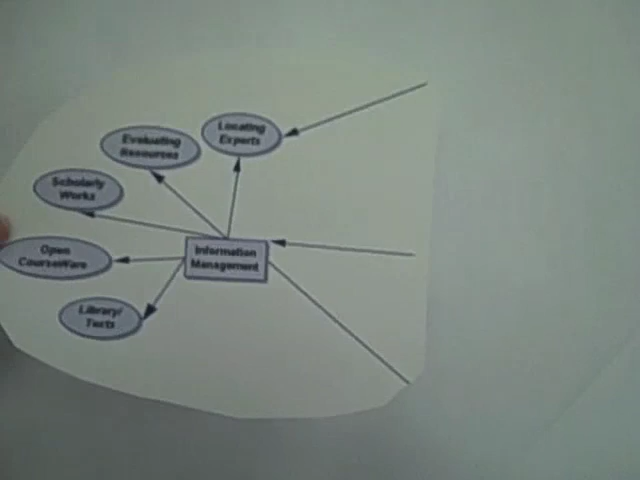 Locating
Experts
Evaluating
Resources
Scholarly
Works
Information
Management
Open
CourseWare
Library/
Texts